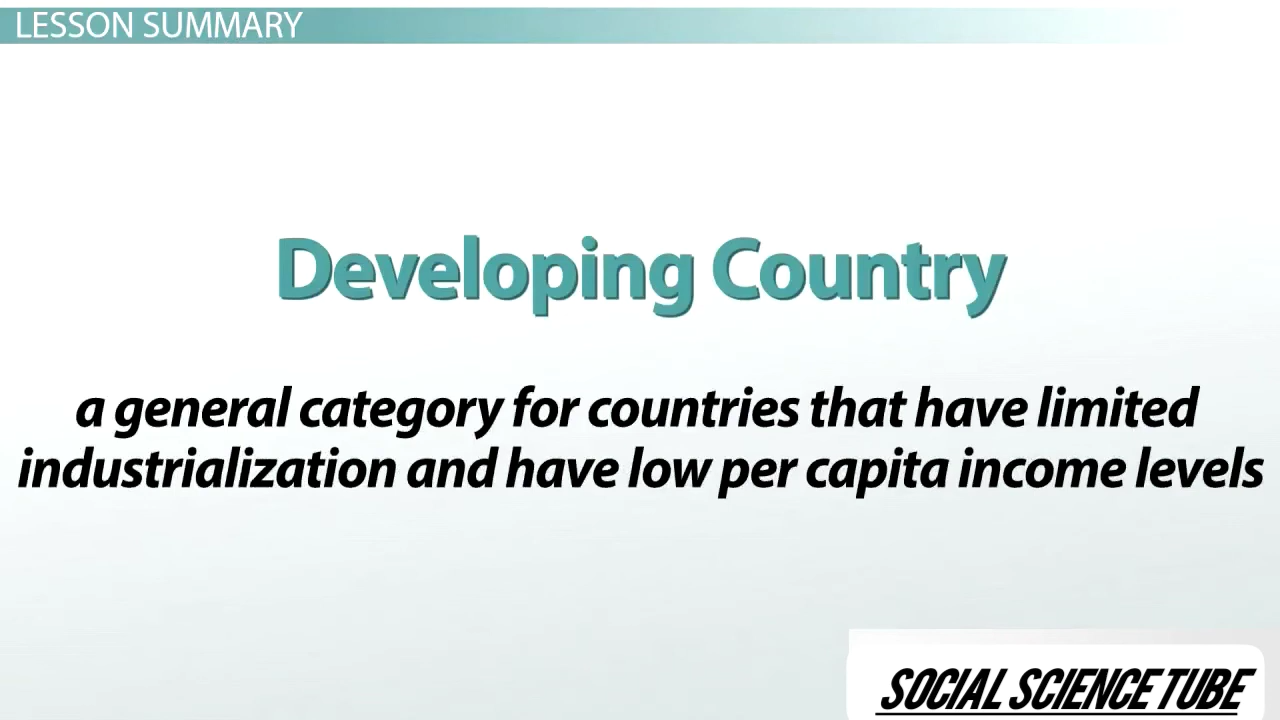 LESSON SUMMARY
Developing Country
a general category for countries that have limited
industrialization and have low per capita income levels
SOCIAL SCIENCE TUBE